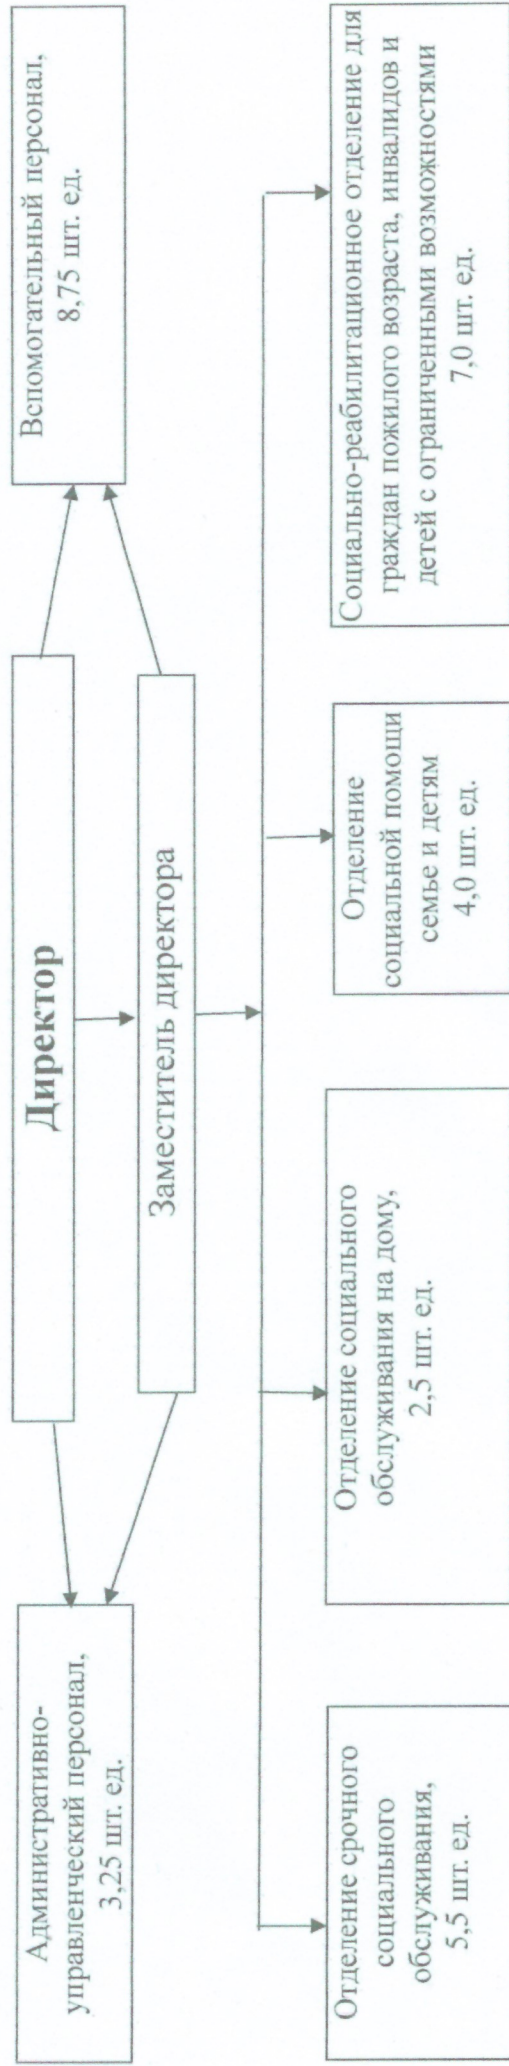 Директор
Заместитель директора
Административно-
управленческий персонал,
3,25 шт. ед.
Вспомогательный персонал,
8,75 шт. ед.
Отделение срочного
социального
обслуживания,
5,5 шт. ед.
Отделение социального
обслуживания на дому,
2,5 шт. ед.
Отделение
социальной помощи
семье и детям
4,0 шт. ед.
Социально-реабилитационное отделение для
граждан пожилого возраста, инвалидов и
детей с ограниченными возможностями
7,0 шт. ед.